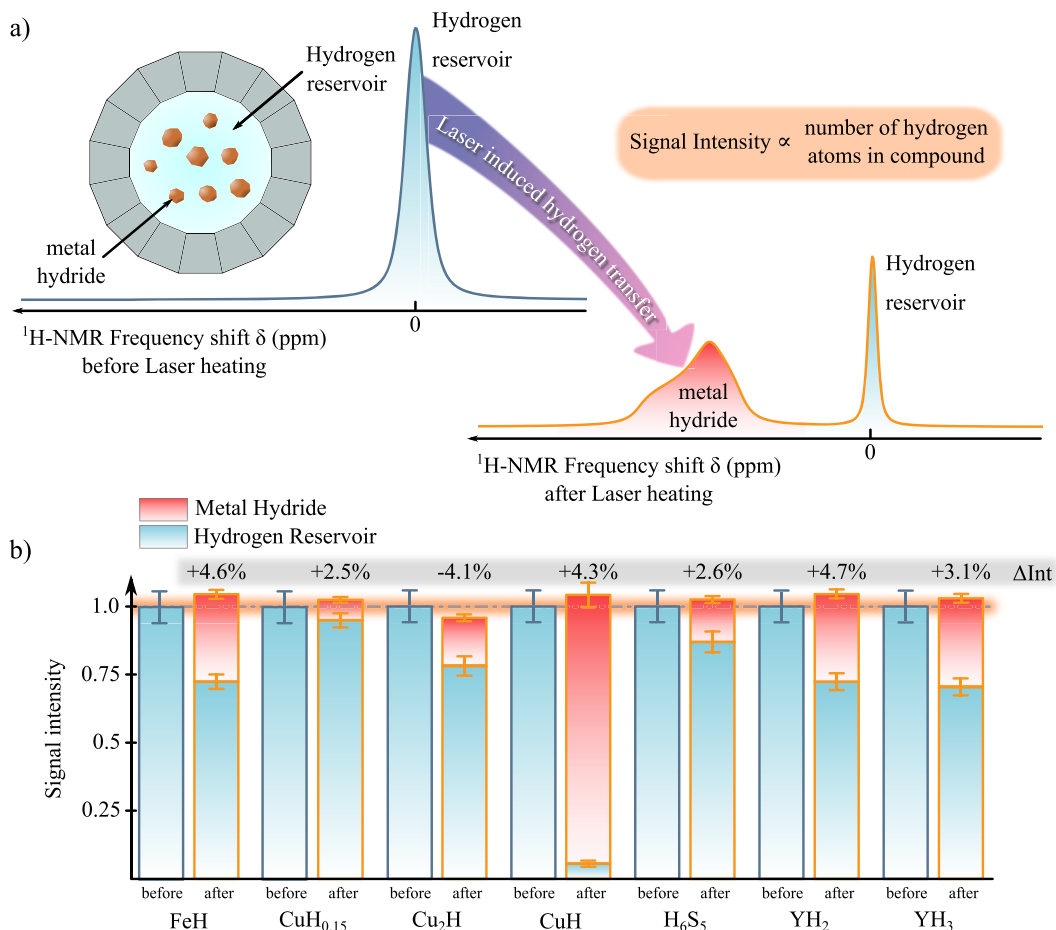 a)
Hydrogen
reservoir
Hydrogen
reservoir
Laser induced hydrogen transfer
Signal Intensity ∝ number of hydrogen
atoms in compound
metal
hydride
0
¹H-NMR Frequency shift δ (ppm)
before Laser heating
Hydrogen
reservoir
metal
hydride
0
¹H-NMR Frequency shift δ (ppm)
after Laser heating
Metal Hydride
Hydrogen Reservoir
b)
+4.6% +2.5% -4.1% +4.3% +2.6% +4.7% +3.1% ΔInt
1.0
0.75
0.5
0.25
Signal intensity
before after before after before after before after before after before after before after
FeH CuH₀.₁₅ Cu₂H CuH H₆S₅ YH₂ YH₃